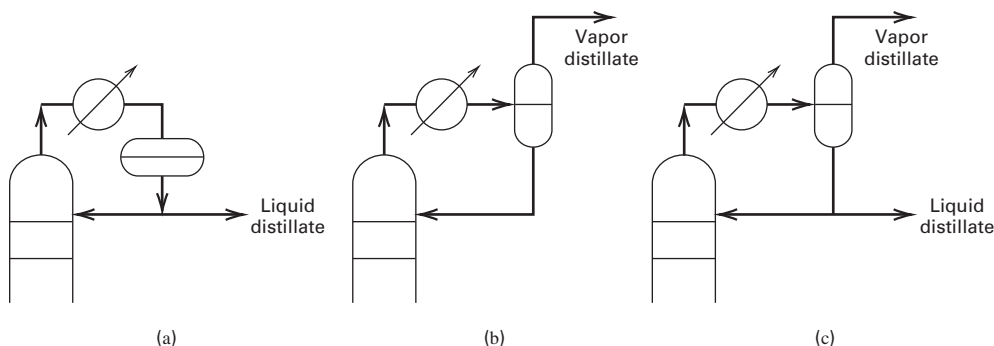 Vapor
distillate
Vapor
distillate
Liquid
distillate
Liquid
distillate
(a)
(b)
(c)